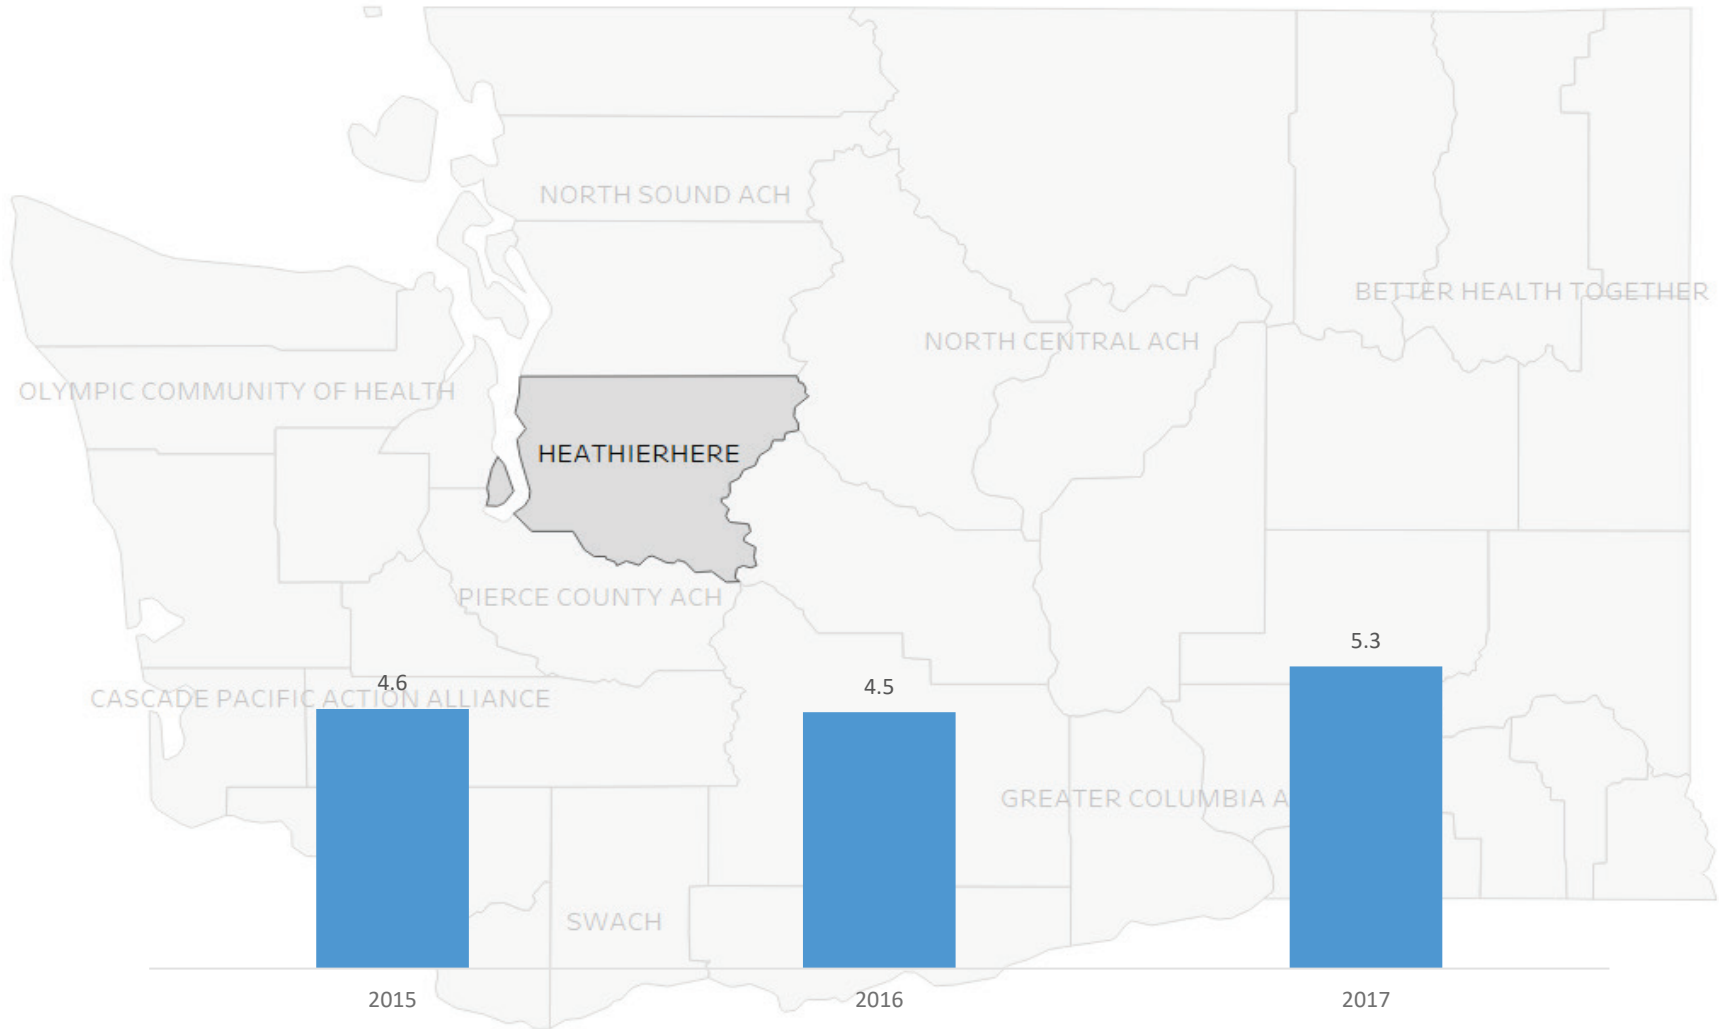 NORTH SOUND ACH
BETTER HEALTH TOGETHER
NORTH CENTRAL ACH
OLYMPIC COMMUNITY OF HEALTH
HEATHIERHERE
PIERCE COUNTY ACH
5.3
4.6
4.5
CASCADE PACIFIC ACTION ALLIANCE
GREATER COLUMBIA A
SWACH
2015
2016
2017